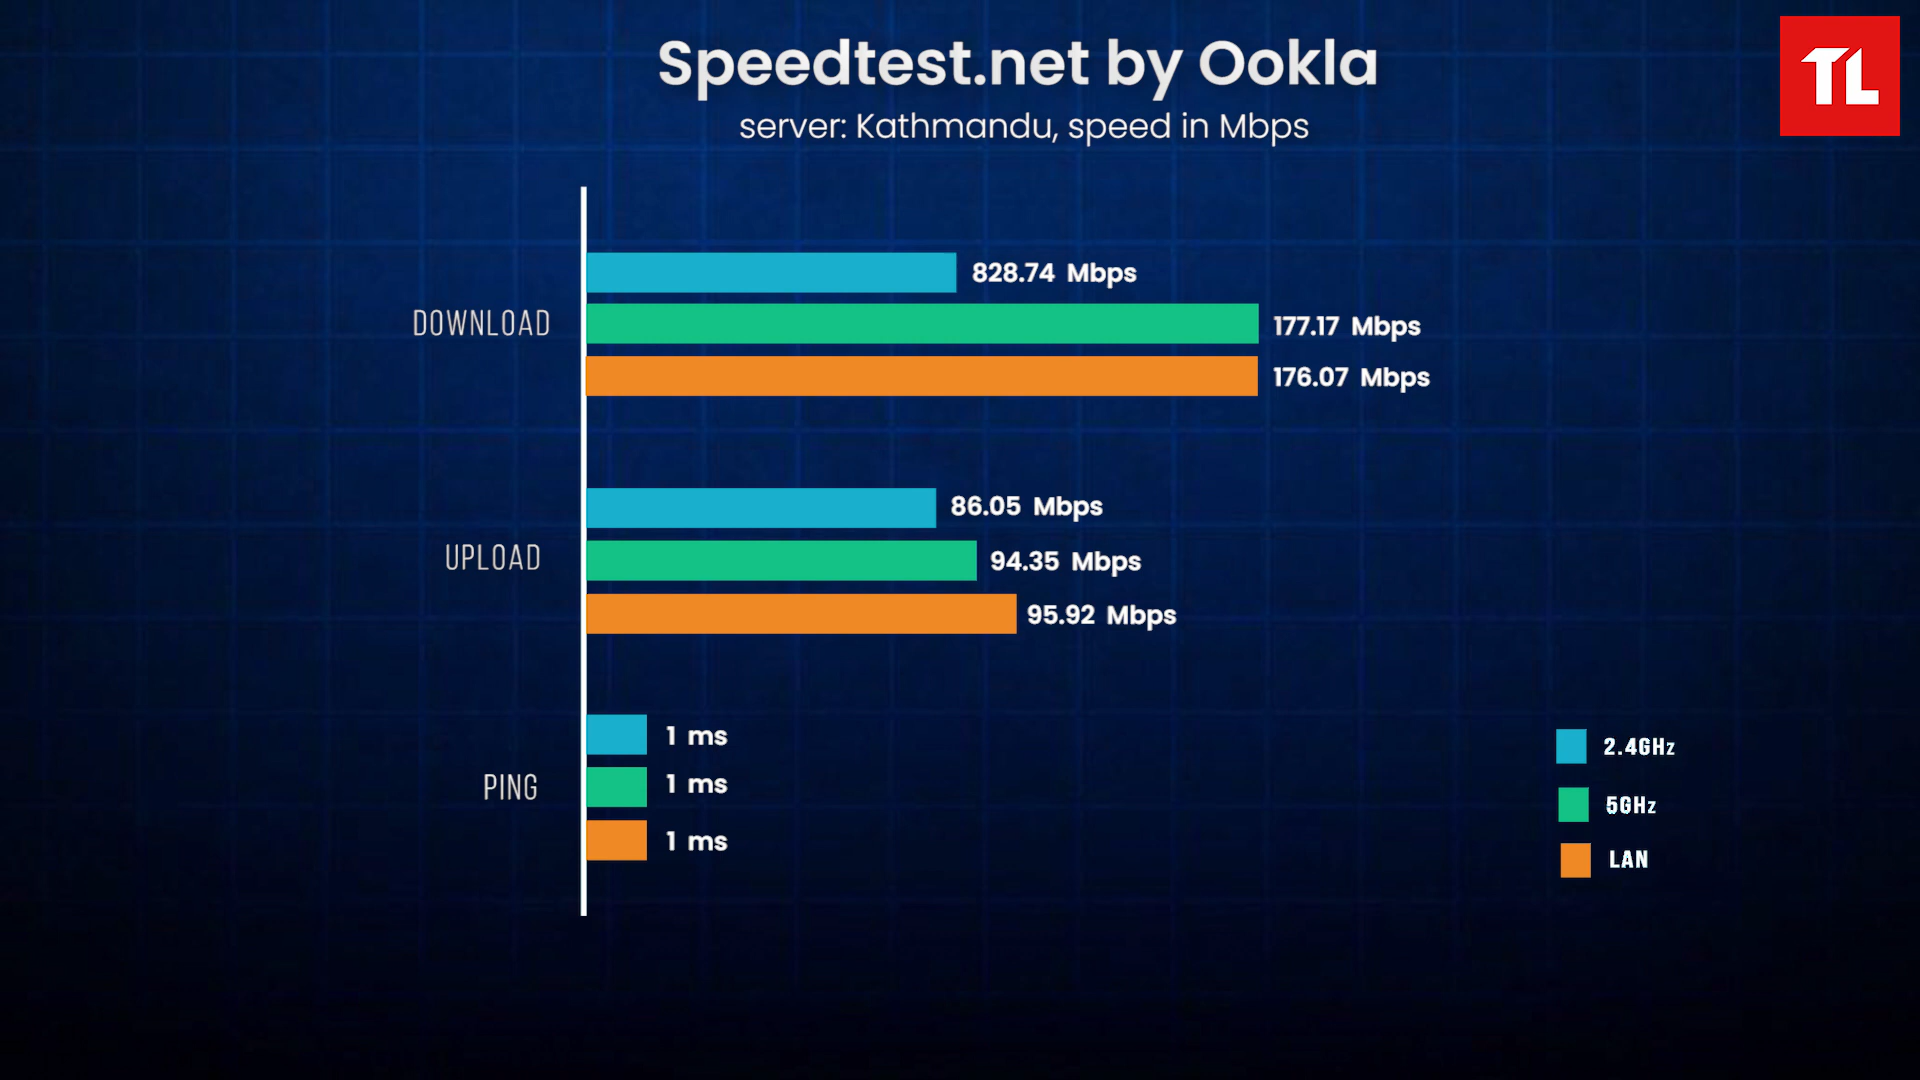 Speedtest.net by Ookla
TL
server: Kathmandu, speed in Mbps
DOWNLOAD
828.74 Mbps
177.17 Mbps
176.07 Mbps
UPLOAD
86.05 Mbps
94.35 Mbps
95.92 Mbps
PING
1 ms
1 ms
1 ms
2.4GHz
5GHz
LAN